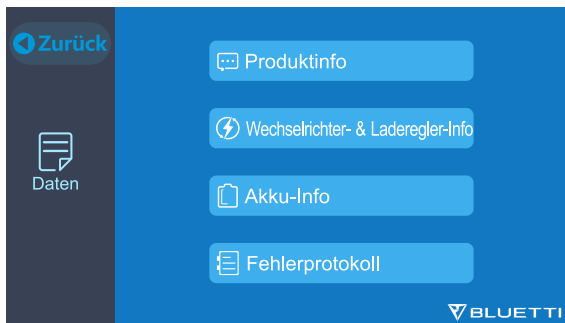 Zurück
Daten
Produktinfo
Wechselrichter- & Laderegler-Info
Akku-Info
Fehlerprotokoll
BLUETTI